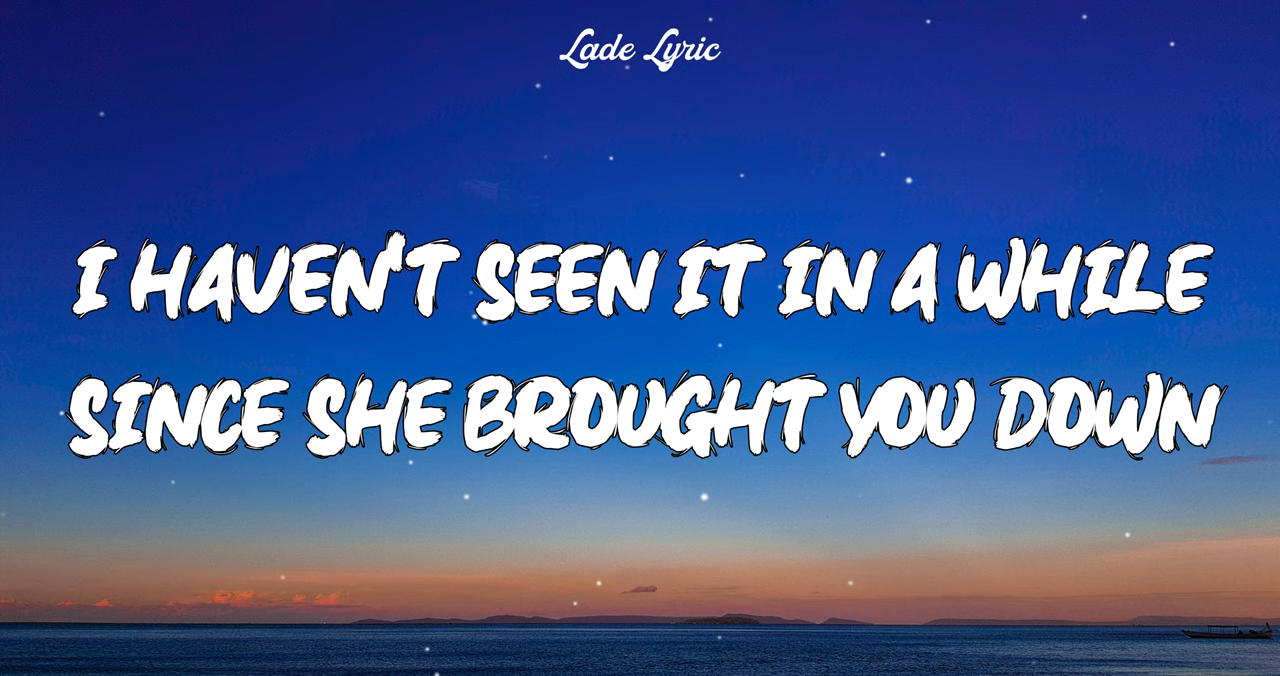 Lade Lyric
I HAVEN'T SEEN IT IN A WHILE
SINCE SHE BROUGHT YOU DOWN